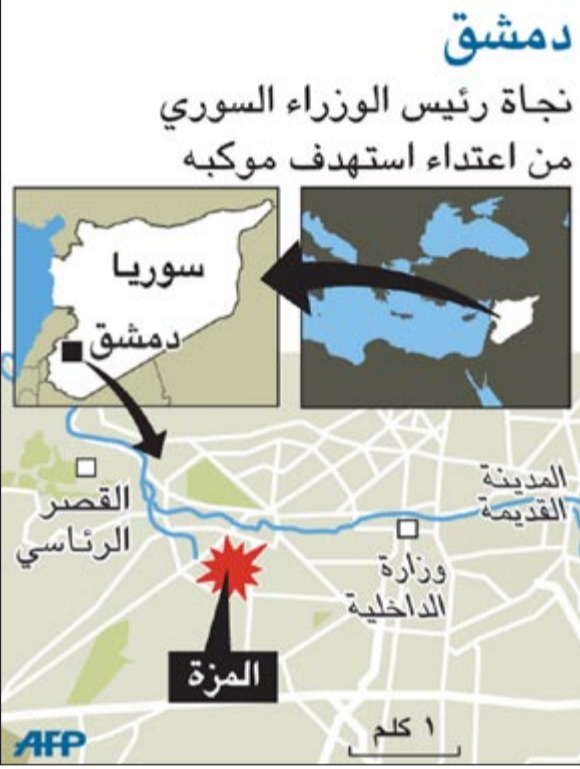 دمشق
نجاة رئيس الوزراء السوري
من اعتداء استهدف موكبه
سوريا
دمشق
المدينة
القديمة
القصر
الرئاسي
وزارة
الداخلية
المزة
١ كلم
AFP